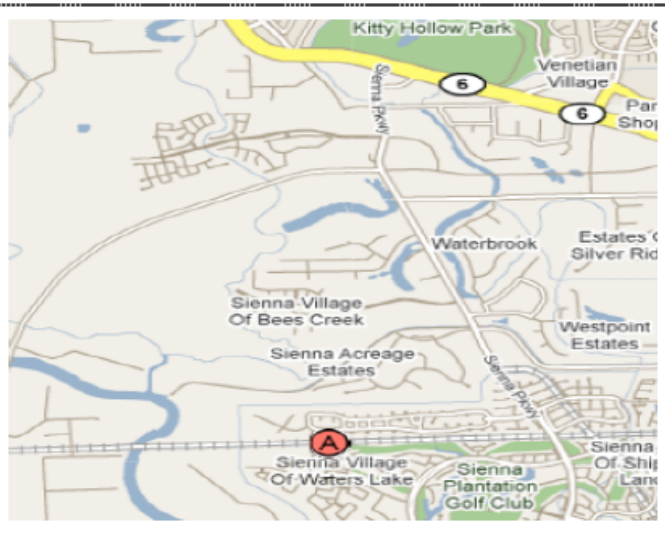 Kitty Hollow Park
Venetian
Village
6
6
Sienna Pkwy
Waterbrook
Sienna Village
Of Bees Creek
Westpoint
Estates
Sienna Acreage
Estates
Sienna Pkwy
A
Sienna Village
Of Waters Lake
Sienna
Plantation
Golf Club
Estates
Silver Rid
Par
Shop
Sienna
Of Ship
Land